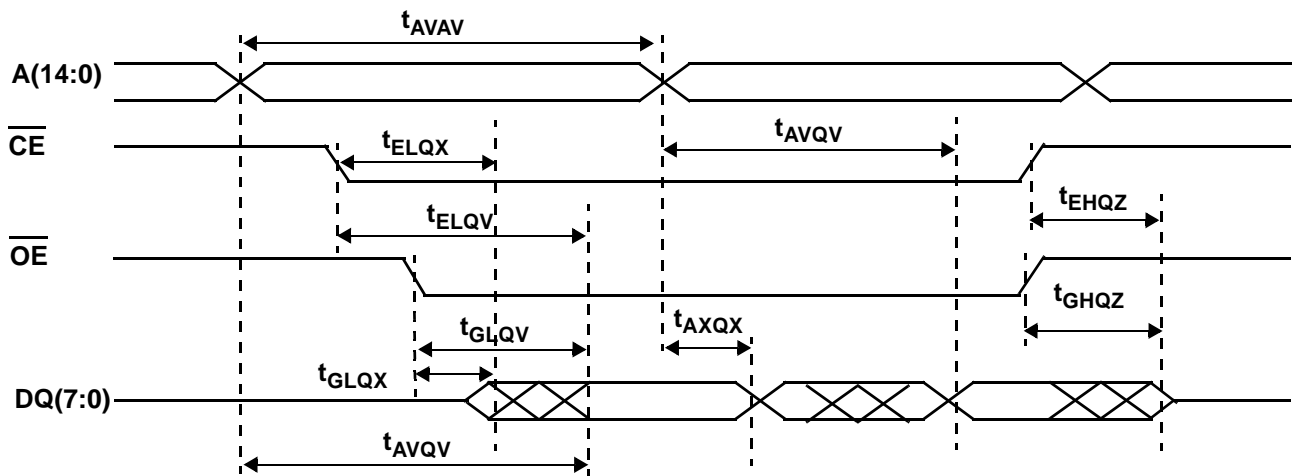 tAVAV
A(14:0)
CE
tELQX
tAVQV
tELQV
tEHQZ
OE
tGHQZ
tGLQV
tAXQX
tGLQX
DQ(7:0)
tAVQV